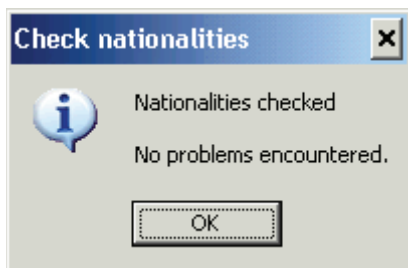 Check nationalities
Nationalities checked
No problems encountered.
OK